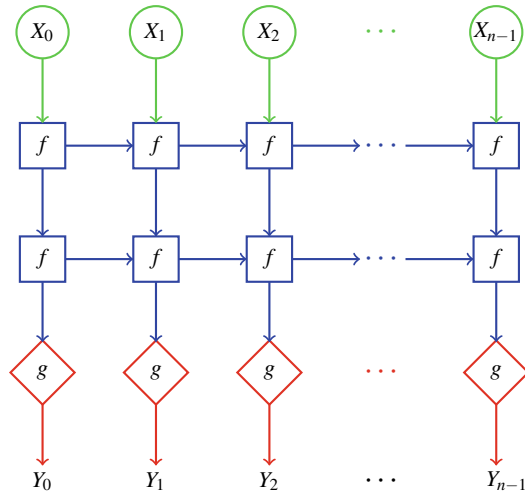 X₀ X₁ X₂ ⋯ Xₙ₋₁
f f f ⋯ f
f f f ⋯ f
g g g ⋯ g
Y₀ Y₁ Y₂ ⋯ Yₙ₋₁